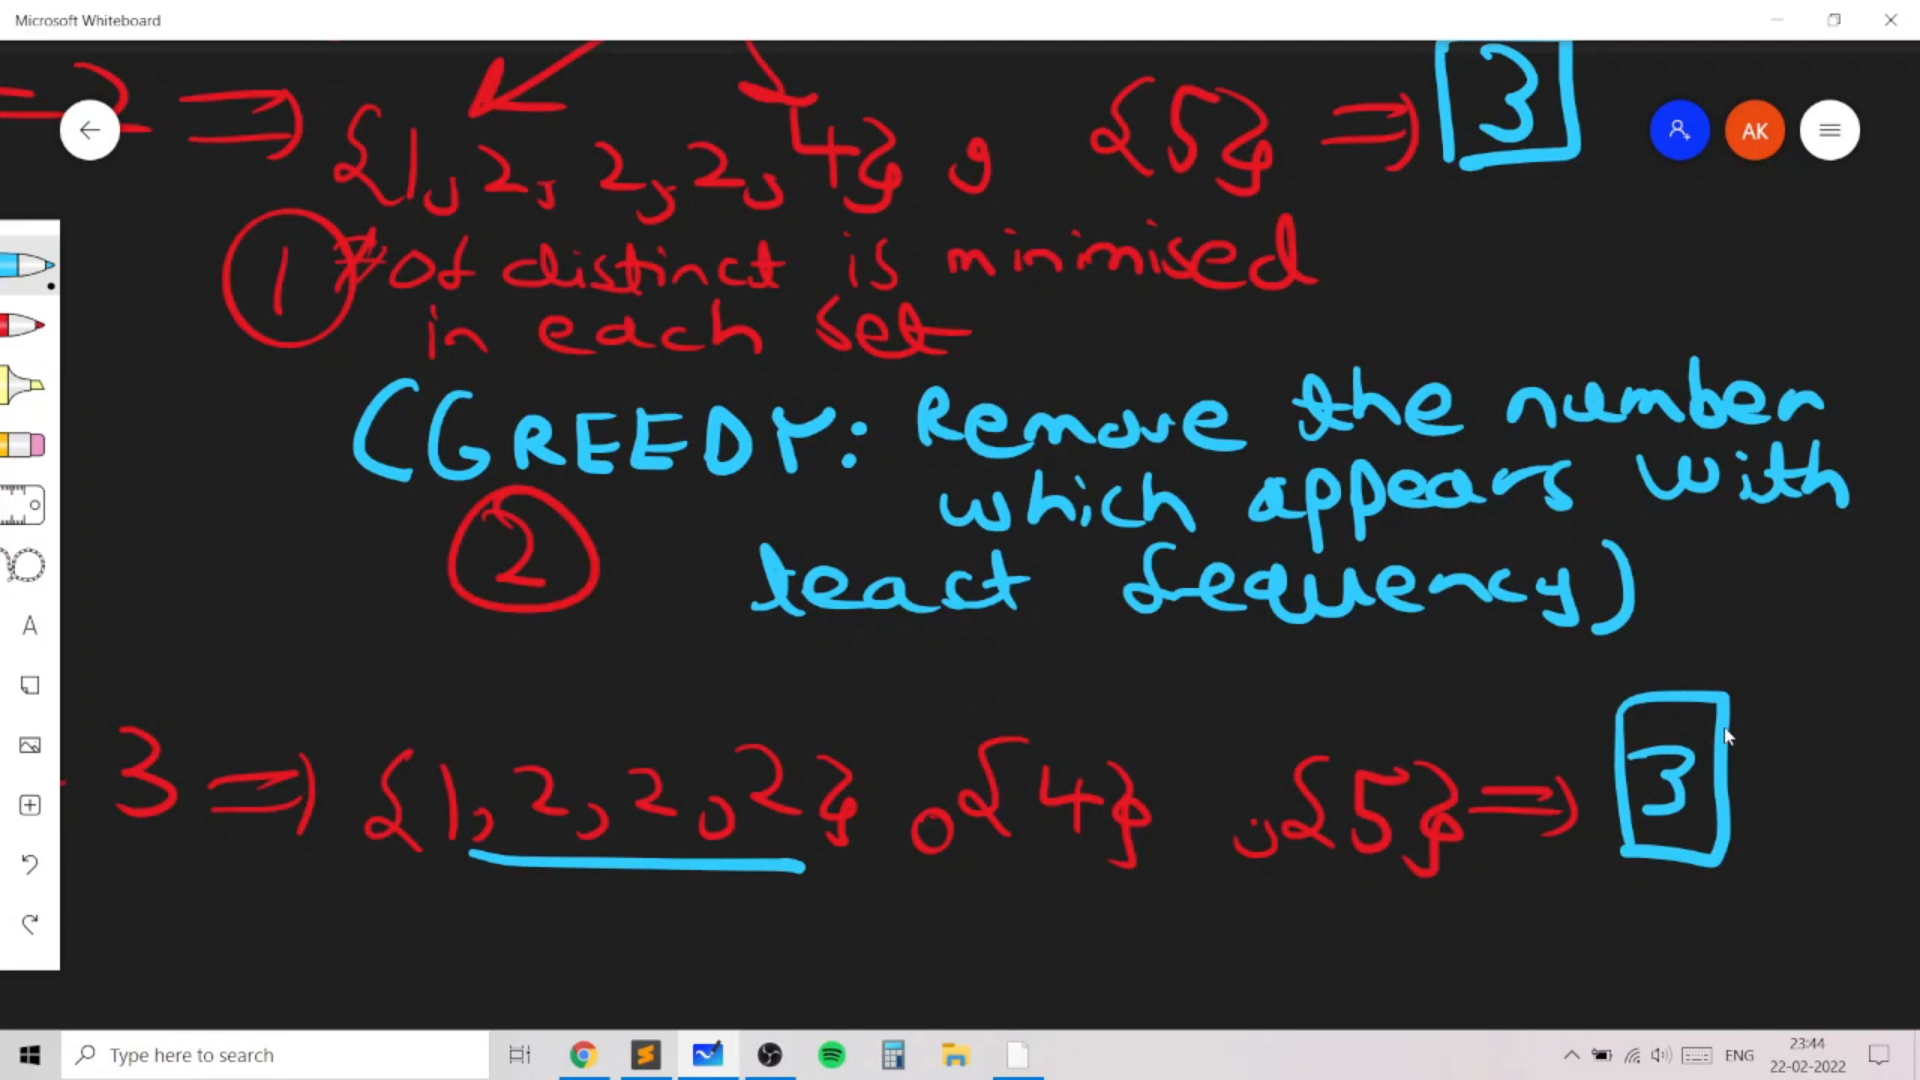 Microsoft Whiteboard
2 ⇒ {1, 2, 2, 2, 4}, {5} ⇒ 3
AK
1 # of distinct is minimised
in each set
(GREEDY: Remove the number
which appears with
2 least frequency)
3 ⇒ {1, 2, 2, 2}, {4}, {5} ⇒ 3
A
Type here to search
ENG
23:44
22-02-2022